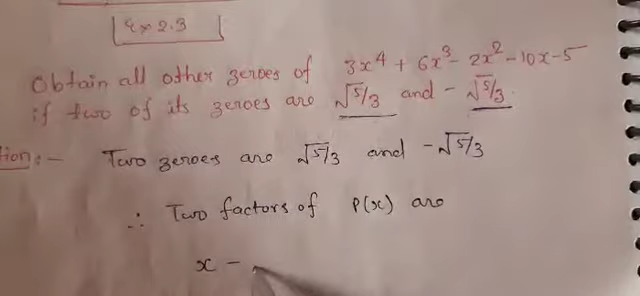 Ex 2.3
Obtain all other zeroes of 3x⁴ + 6x³ - 2x² - 10x - 5
if two of its zeroes are √5/3 and - √5/3.
tion:- Two zeroes are √5/3 and -√5/3
∴ Two factors of P(x) are
x -